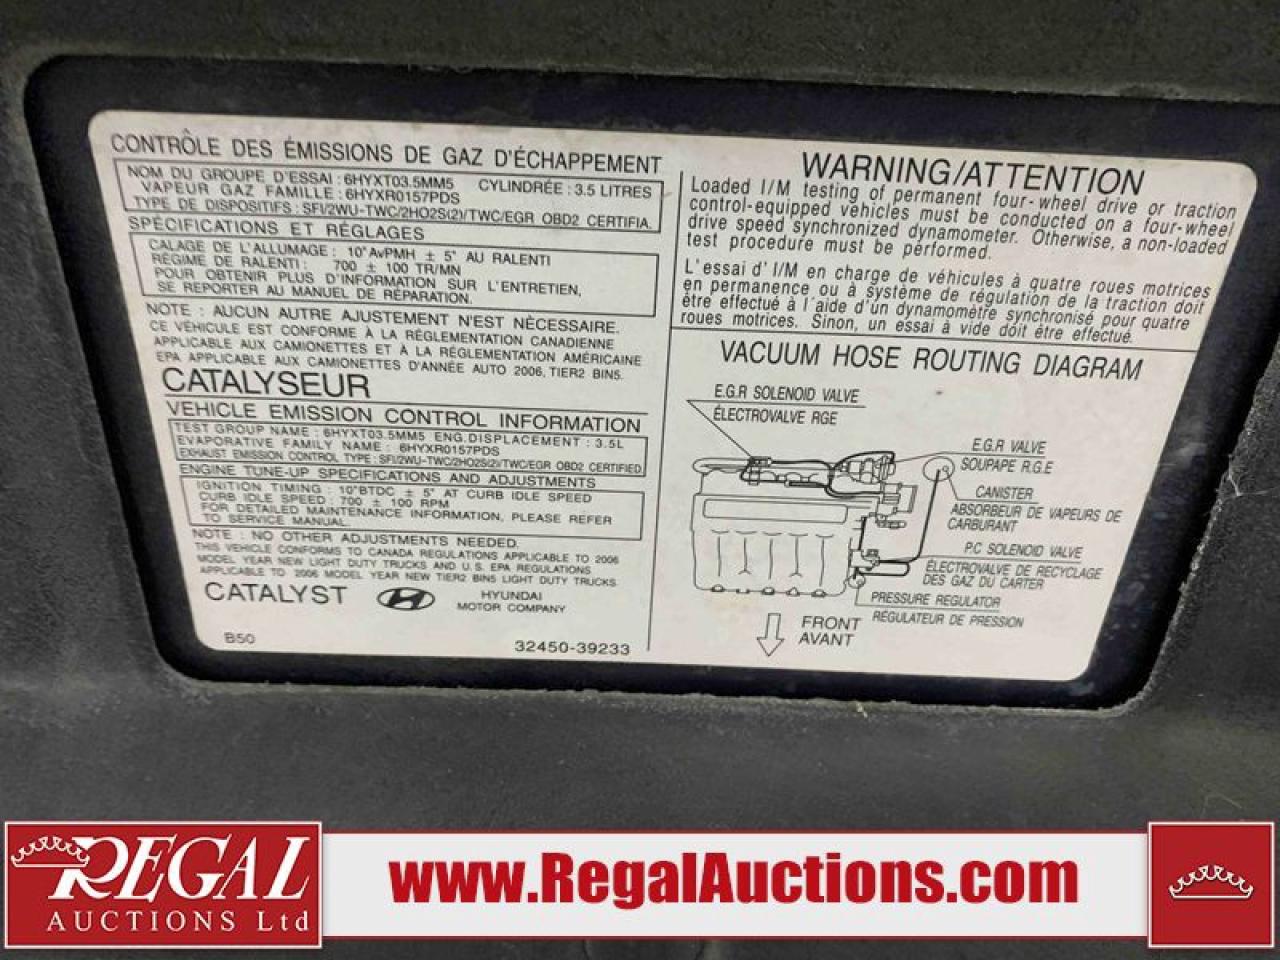 CONTRÔLE DES ÉMISSIONS DE GAZ D'ÉCHAPPEMENT
NOM DU GROUPE D'ESSAI : 6HYXT03.5MM5 CYLINDRÉE : 3.5 LITRES
VAPEUR GAZ FAMILLE : 6HYXR0157PDS
TYPE DE DISPOSITIFS : SFI/2WU-TWC/2HO2S(2)/TWC/EGR OBD2 CERTIFIA.
SPÉCIFICATIONS ET RÉGLAGES
CALAGE DE L'ALLUMAGE : 10° AvPMH ± 5° AU RALENTI
RÉGIME DE RALENTI : 700 ± 100 TR/MN
POUR OBTENIR PLUS D'INFORMATION SUR L'ENTRETIEN,
SE REPORTER AU MANUEL DE RÉPARATION.
NOTE : AUCUN AUTRE AJUSTEMENT N'EST NÈCESSAIRE.
CE VÉHICULE EST CONFORME À LA RÉGLEMENTATION CANADIENNE
APPLICABLE AUX CAMIONETTES ET À LA RÉGLEMENTATION AMÉRICAINE
EPA APPLICABLE AUX CAMIONETTES D'ANNÉE AUTO 2006, TIER2 BIN5.
CATALYSEUR
VEHICLE EMISSION CONTROL INFORMATION
TEST GROUP NAME : 6HYXT03.5MM5 ENG.DISPLACEMENT : 3.5L
EVAPORATIVE FAMILY NAME : 6HYXR0157PDS
EXHAUST EMISSION CONTROL TYPE : SFI/2WU-TWC/2HO2S(2)/TWC/EGR OBD2 CERTIFIED
ENGINE TUNE-UP SPECIFICATIONS AND ADJUSTMENTS
IGNITION TIMING : 10°BTDC ± 5° AT CURB IDLE SPEED
CURB IDLE SPEED : 700 ± 100 RPM
FOR DETAILED MAINTENANCE INFORMATION, PLEASE REFER
TO SERVICE MANUAL.
NOTE : NO OTHER ADJUSTMENTS NEEDED.
THIS VEHICLE CONFORMS TO CANADA REGULATIONS APPLICABLE TO 2006
MODEL YEAR NEW LIGHT DUTY TRUCKS AND U.S. EPA REGULATIONS
APPLICABLE TO 2006 MODEL YEAR NEW TIER2 BIN5 LIGHT DUTY TRUCKS.
CATALYST
HYUNDAI
MOTOR COMPANY
B50
32450-39233
WARNING/ATTENTION
Loaded I/M testing of permanent four-wheel drive or traction
control-equipped vehicles must be conducted on a four-wheel
drive speed synchronized dynamometer. Otherwise, a non-loaded
test procedure must be performed.
L'essai d'I/M en charge de véhicules à quatre roues motrices
en permanence ou à système de régulation de la traction doit
être effectué à l'aide d'un dynamomètre synchronisé pour quatre
roues motrices. Sinon, un essai à vide doit être effectué.
VACUUM HOSE ROUTING DIAGRAM
E.G.R SOLENOID VALVE
ÉLECTROVALVE RGE
E.G.R VALVE
SOUPAPE R.G.E
CANISTER
ABSORBEUR DE VAPEURS DE
CARBURANT
P.C SOLENOID VALVE
ÉLECTROVALVE DE RECYCLAGE
DES GAZ DU CARTER
PRESSURE REGULATOR
RÉGULATEUR DE PRESSION
FRONT
AVANT
REGAL
AUCTIONS Ltd
www.RegalAuctions.com